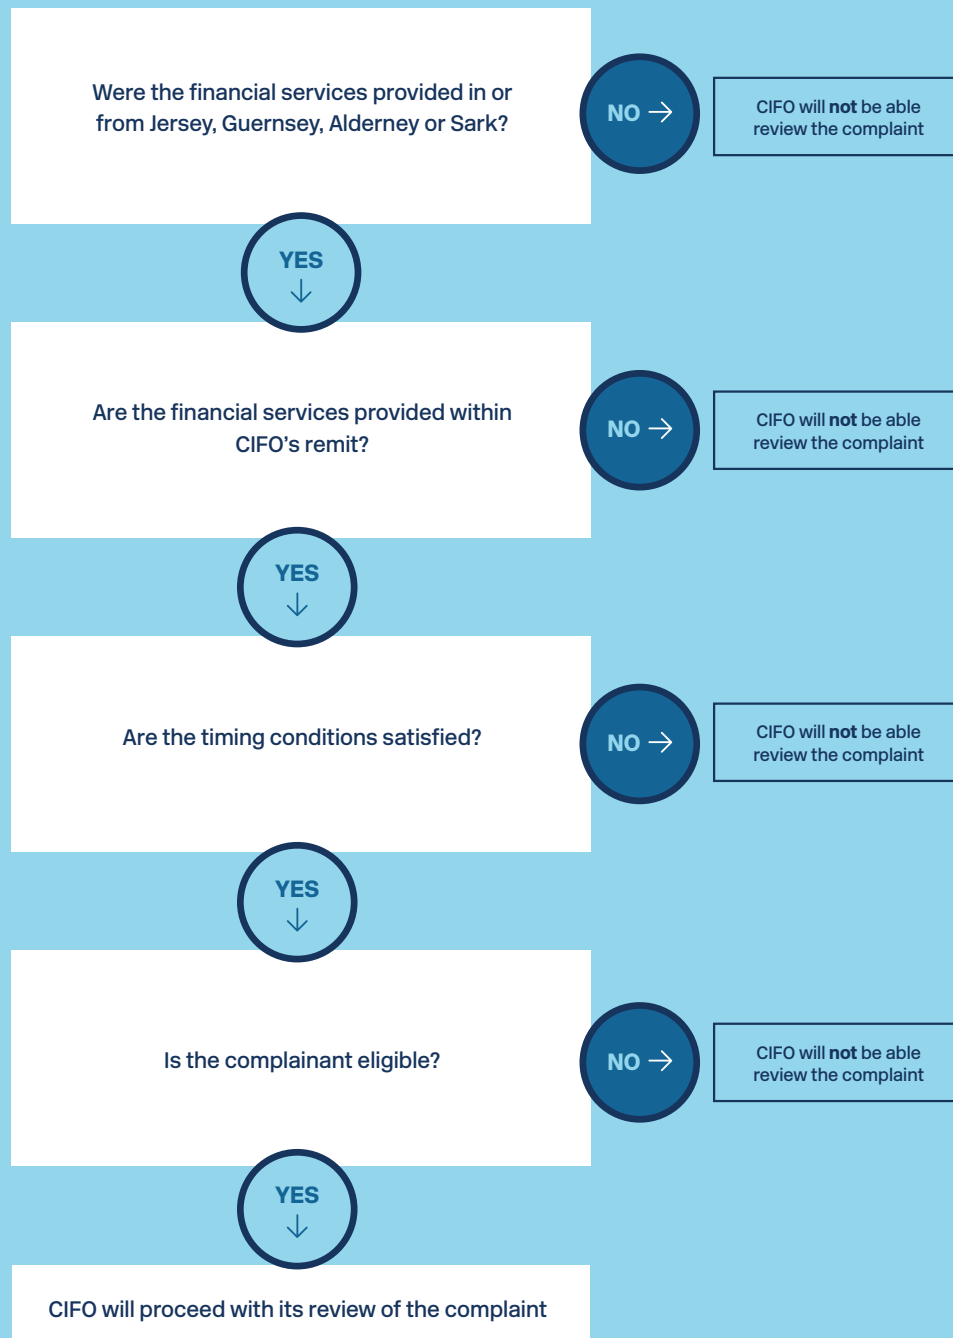 Were the financial services provided in or
from Jersey, Guernsey, Alderney or Sark?
NO →
CIFO will not be able
review the complaint
YES
↓
Are the financial services provided within
CIFO’s remit?
NO →
CIFO will not be able
review the complaint
YES
↓
Are the timing conditions satisfied?
NO →
CIFO will not be able
review the complaint
YES
↓
Is the complainant eligible?
NO →
CIFO will not be able
review the complaint
YES
↓
CIFO will proceed with its review of the complaint